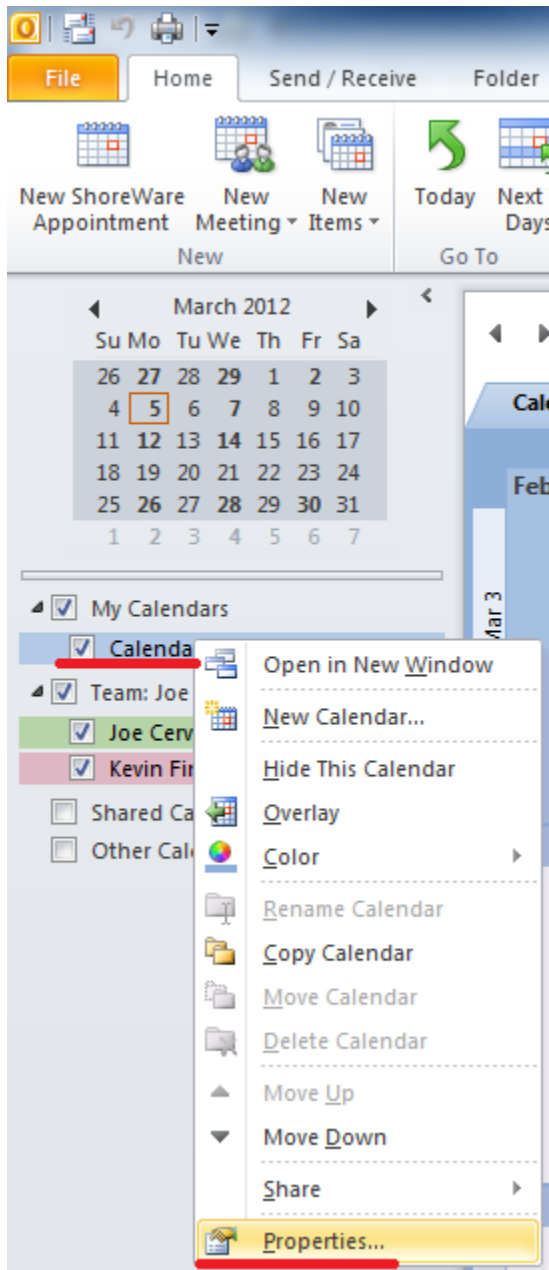 File Home Send / Receive Folder
New ShoreWare Appointment
New Meeting
New Items
Today
Next
Days
New
Go To
March 2012
Su Mo Tu We Th Fr Sa
26 27 28 29 1 2 3
4 5 6 7 8 9 10
11 12 13 14 15 16 17
18 19 20 21 22 23 24
25 26 27 28 29 30 31
1 2 3 4 5 6 7
Cale
Feb
Mar 3
My Calendars
Calenda
Team: Joe
Joe Cerv
Kevin Fir
Shared Ca
Other Cale
Open in New Window
New Calendar...
Hide This Calendar
Overlay
Color
Rename Calendar
Copy Calendar
Move Calendar
Delete Calendar
Move Up
Move Down
Share
Properties...